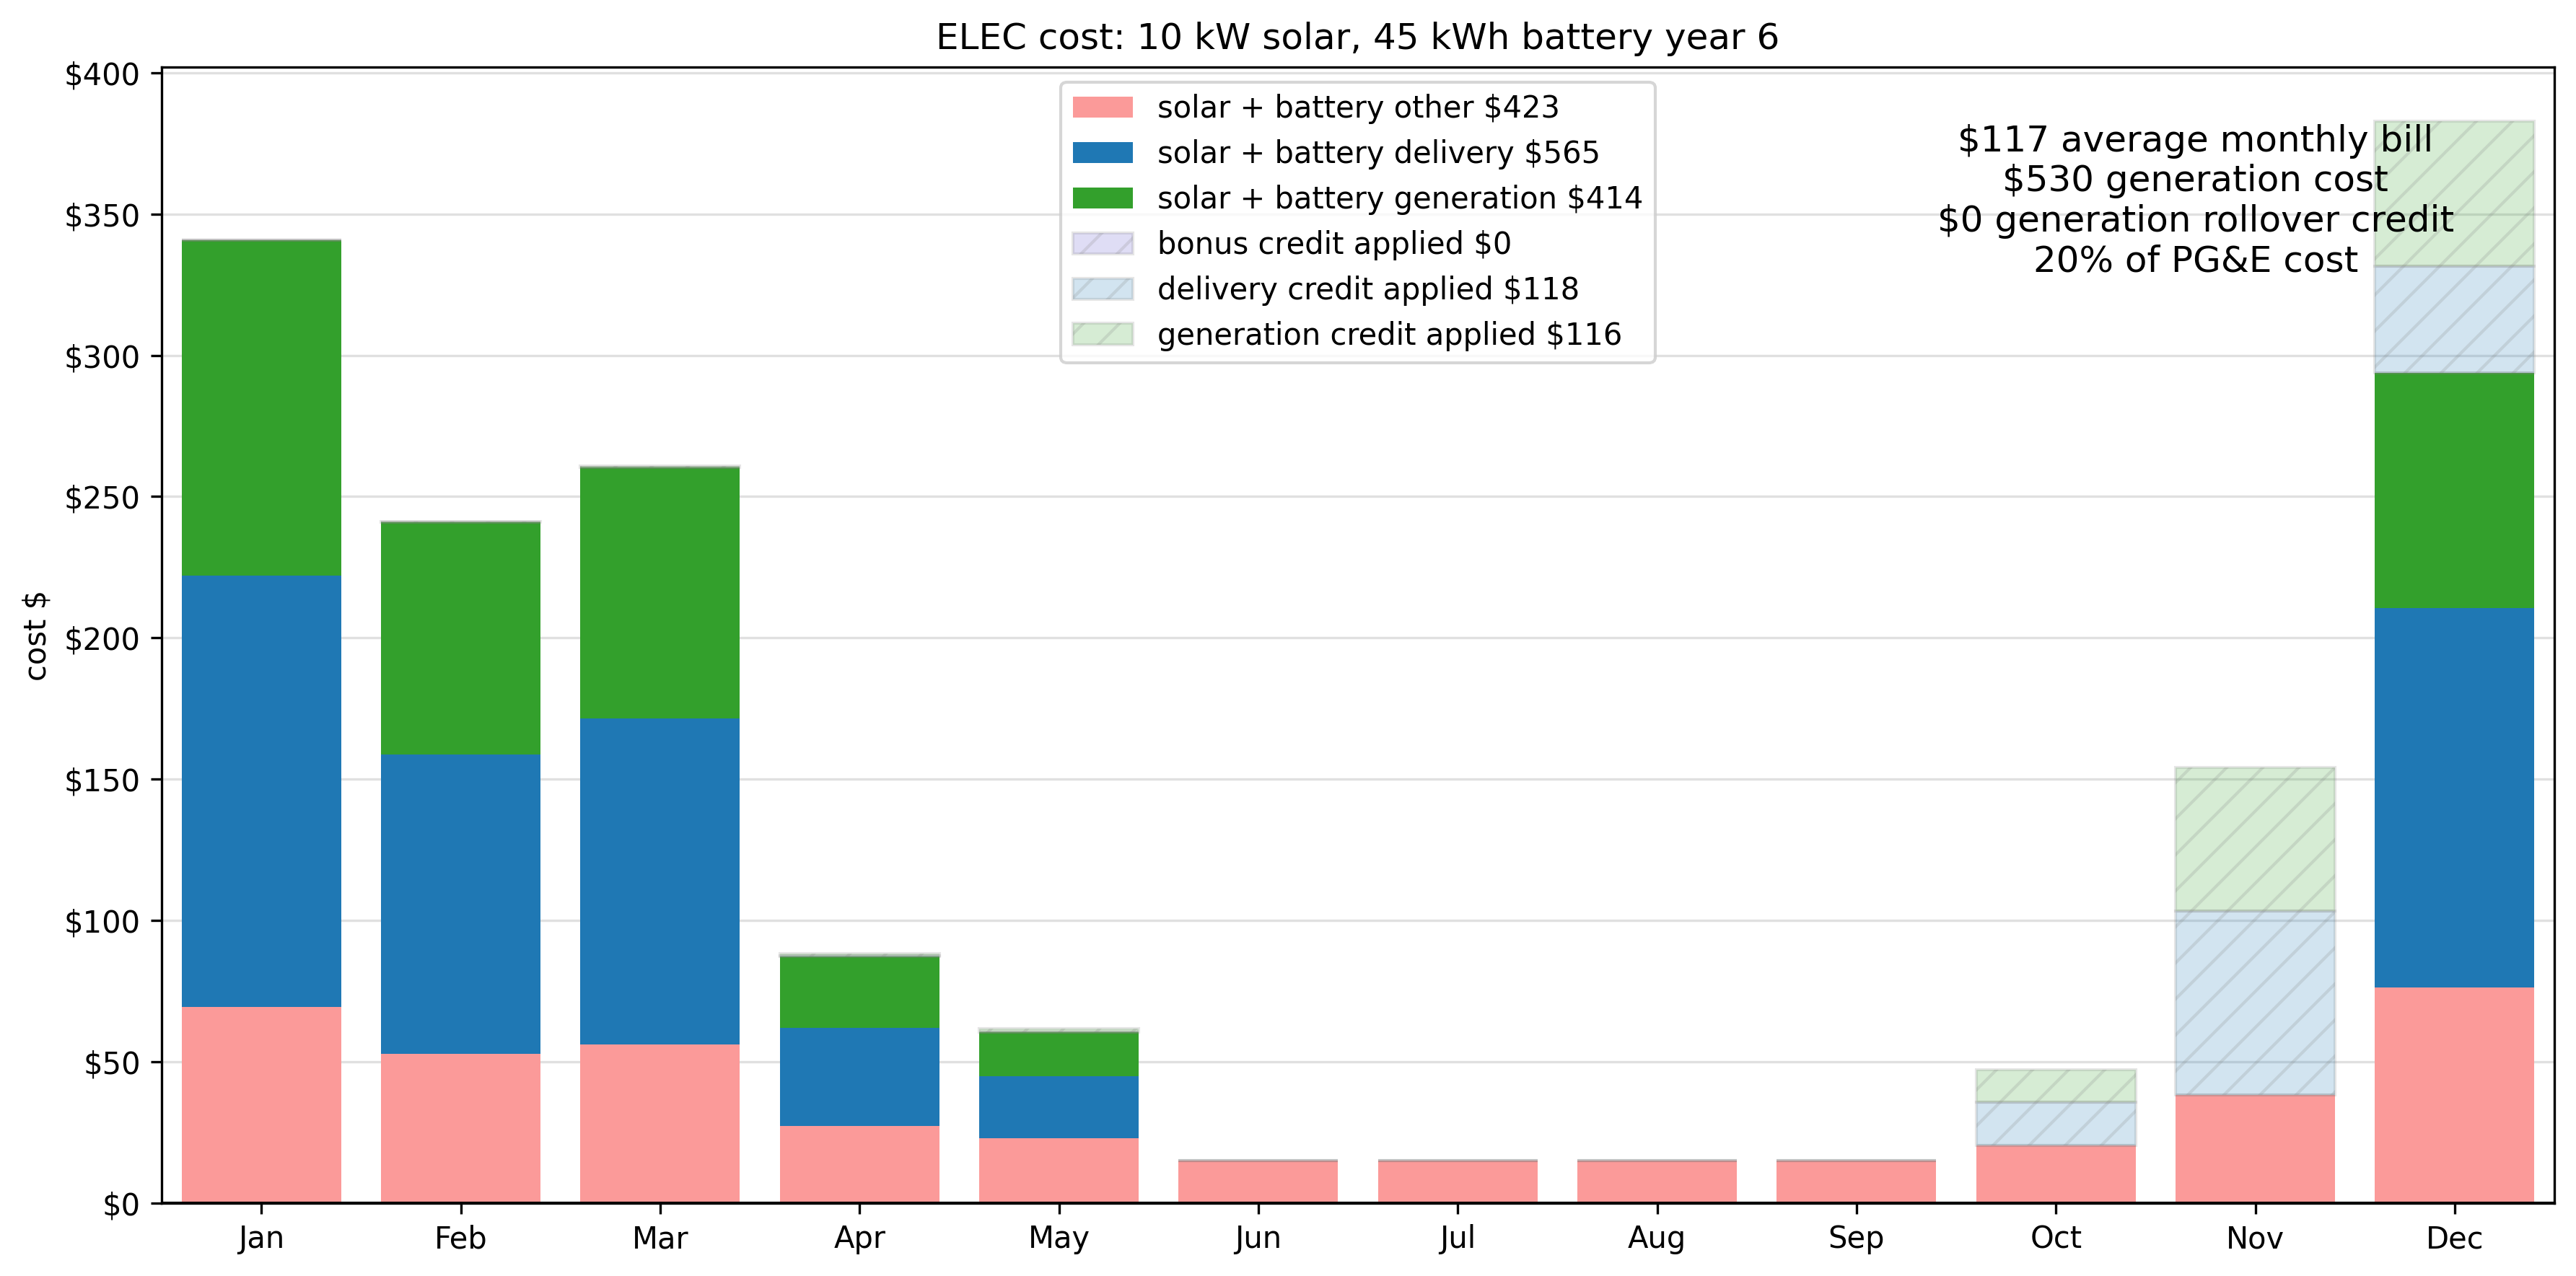 ELEC cost: 10 kW solar, 45 kWh battery year 6
$400
$350
$300
$250
$200
$150
$100
$50
$0
cost $
solar + battery other $423
solar + battery delivery $565
solar + battery generation $414
bonus credit applied $0
delivery credit applied $118
generation credit applied $116
$117 average monthly bill
$530 generation cost
$0 generation rollover credit
20% of PG&E cost
Jan Feb Mar Apr May Jun Jul Aug Sep Oct Nov Dec